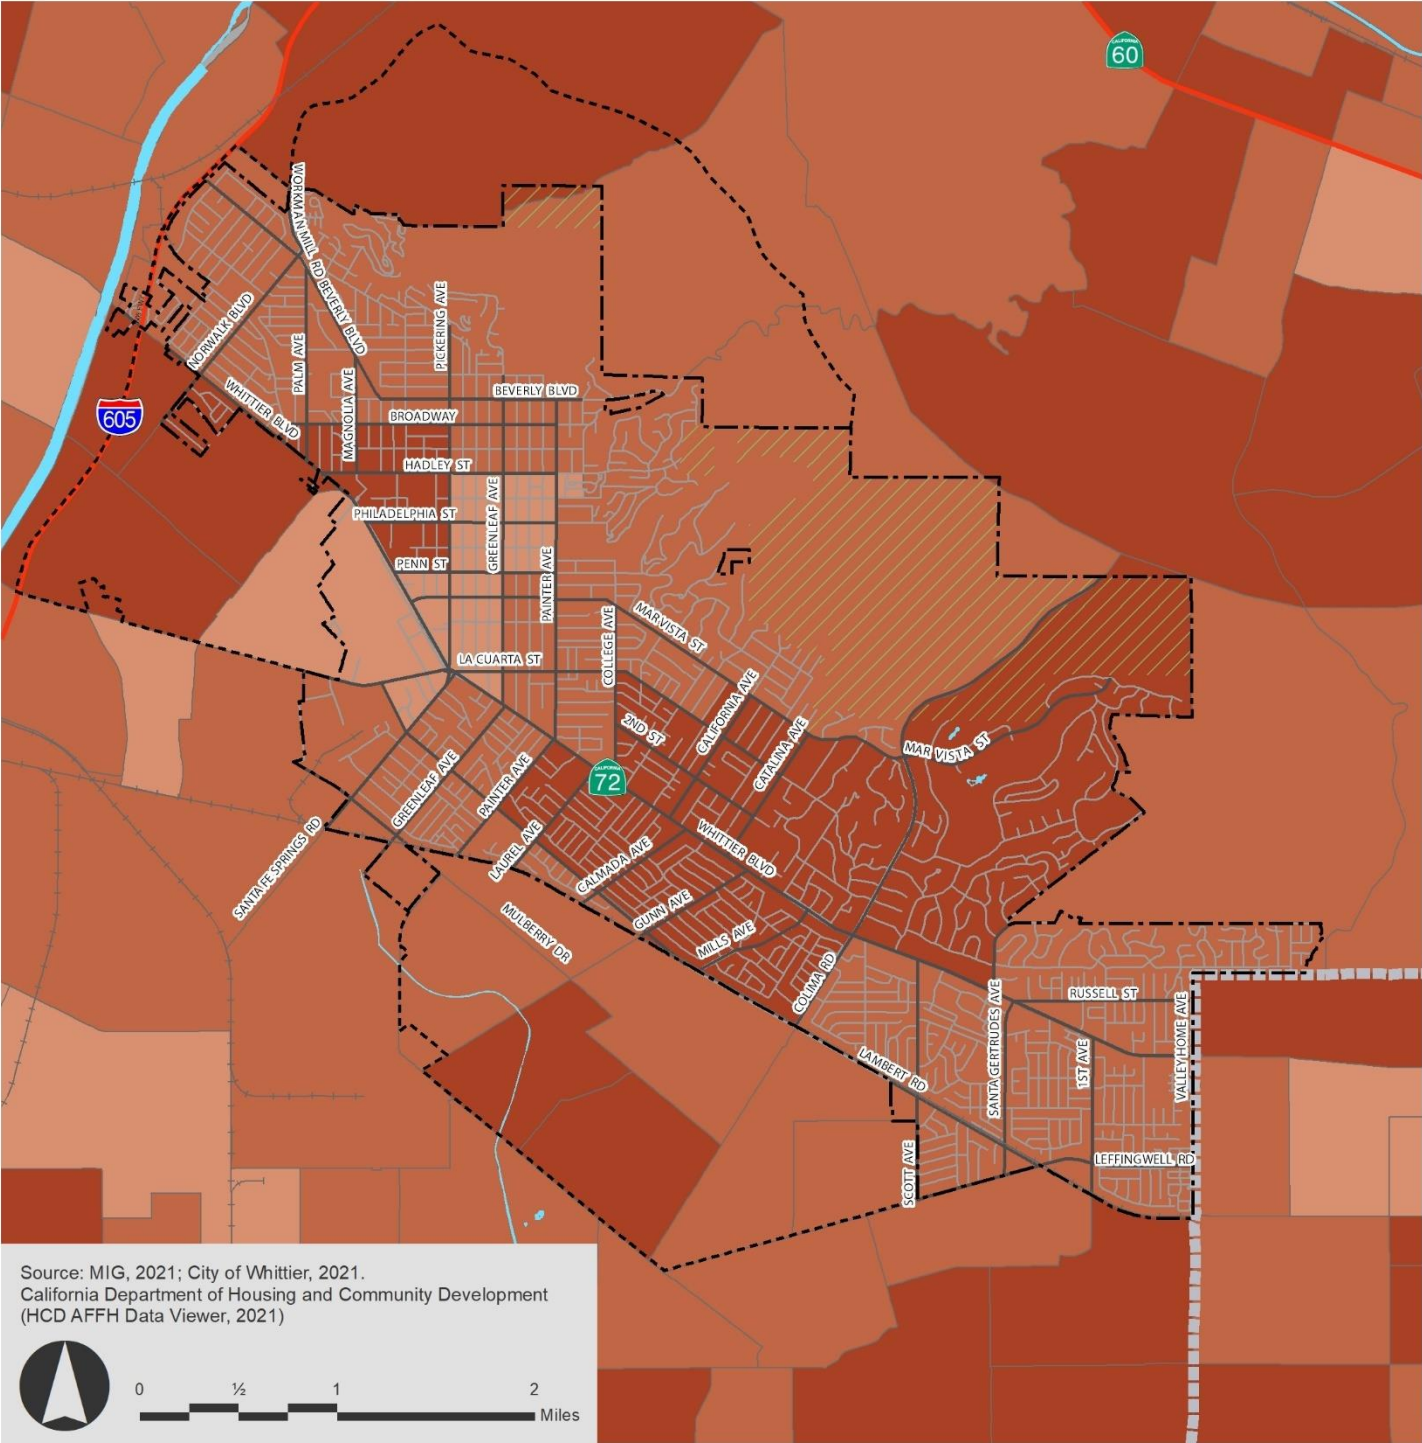 CALIFORNIA
60
WORKMAN MILL RD
BEVERLY BLVD
PICKERING AVE
NORWALK BLVD
PALM AVE
MAGNOLIA AVE
BEVERLY BLVD
WHITTIER BLVD
BROADWAY
605
HADLEY ST
GREENLEAF AVE
PHILADELPHIA ST
PENN ST
PAINTER AVE
COLLEGE AVE
MAR VISTA ST
LA CUARTA ST
2ND ST
CALIFORNIA AVE
CATALINA AVE
MAR VISTA ST
GREENLEAF AVE
PAINTER AVE
CALIFORNIA
72
LAUREL AVE
WHITTIER BLVD
SANTA FE SPRINGS RD
CALMADA AVE
GUNN AVE
MULBERRY DR
MILLS AVE
COLIMA RD
RUSSELL ST
SANTA GERTRUDES AVE
VALLEY HOME AVE
1ST AVE
LAMBERT RD
SCOTT AVE
LEFFINGWELL RD
Source: MIG, 2021; City of Whittier, 2021.
California Department of Housing and Community Development
(HCD AFFH Data Viewer, 2021)
0 ½ 1 2
Miles